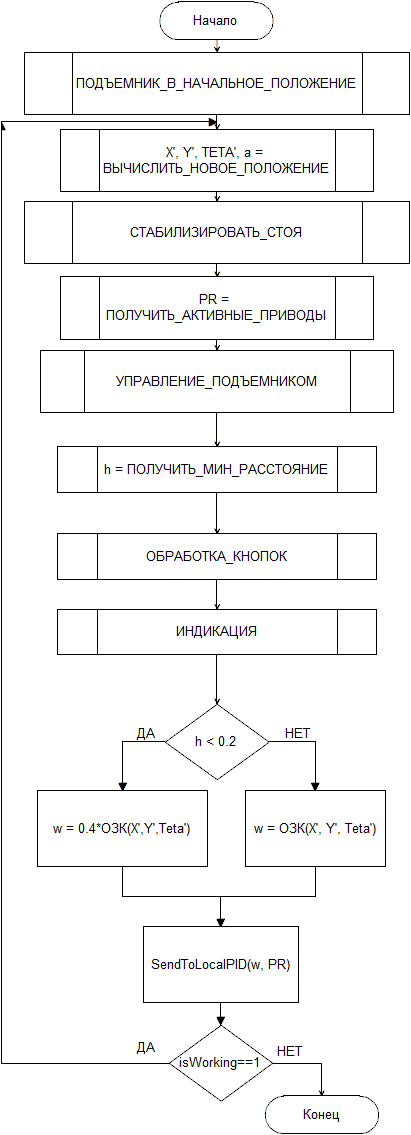 Начало
ПОДЪЕМНИК_В_НАЧАЛЬНОЕ_ПОЛОЖЕНИЕ
X', Y', TETA', a =
ВЫЧИСЛИТЬ_НОВОЕ_ПОЛОЖЕНИЕ
СТАБИЛИЗИРОВАТЬ_СТОЯ
PR =
ПОЛУЧИТЬ_АКТИВНЫЕ_ПРИВОДЫ
УПРАВЛЕНИЕ_ПОДЪЕМНИКОМ
h = ПОЛУЧИТЬ_МИН_РАССТОЯНИЕ
ОБРАБОТКА_КНОПОК
ИНДИКАЦИЯ
ДА
НЕТ
h < 0.2
w = 0.4*ОЗК(X',Y',Teta')
w = ОЗК(X', Y', Teta')
SendToLocalPID(w, PR)
ДА
НЕТ
isWorking==1
Конец